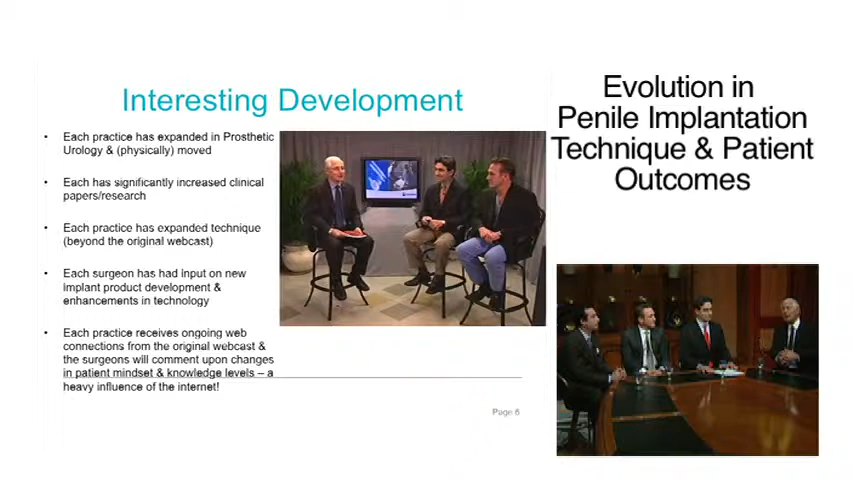 Interesting Development
• Each practice has expanded in Prosthetic
Urology & (physically) moved
• Each has significantly increased clinical
papers/research
• Each practice has expanded technique
(beyond the original webcast)
• Each surgeon has had input on new
implant product development &
enhancements in technology
• Each practice receives ongoing web
connections from the original webcast &
the surgeons will comment upon changes
in patient mindset & knowledge levels – a
heavy influence of the internet!
Page 6
Evolution in
Penile Implantation
Technique & Patient
Outcomes